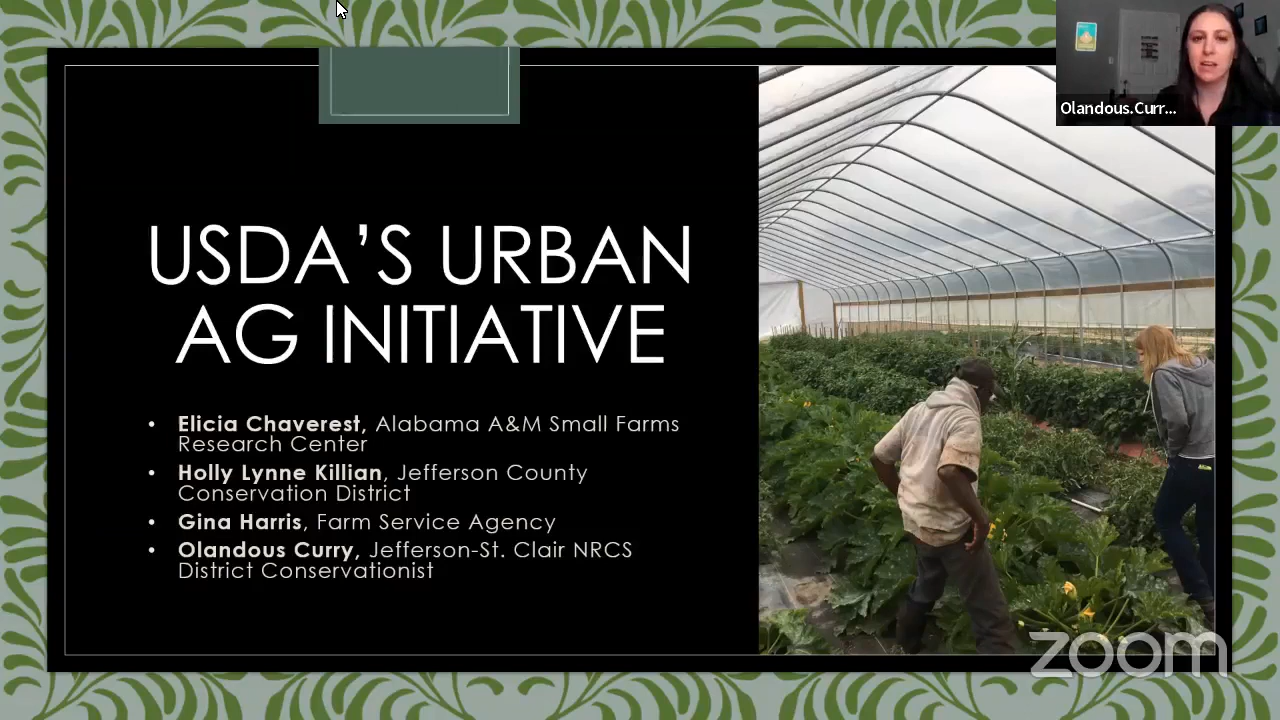 Olandous.Curr...
USDA’S URBAN
AG INITIATIVE
• Elicia Chaverest, Alabama A&M Small Farms
Research Center
• Holly Lynne Killian, Jefferson County
Conservation District
• Gina Harris, Farm Service Agency
• Olandous Curry, Jefferson-St. Clair NRCS
District Conservationist
zoom